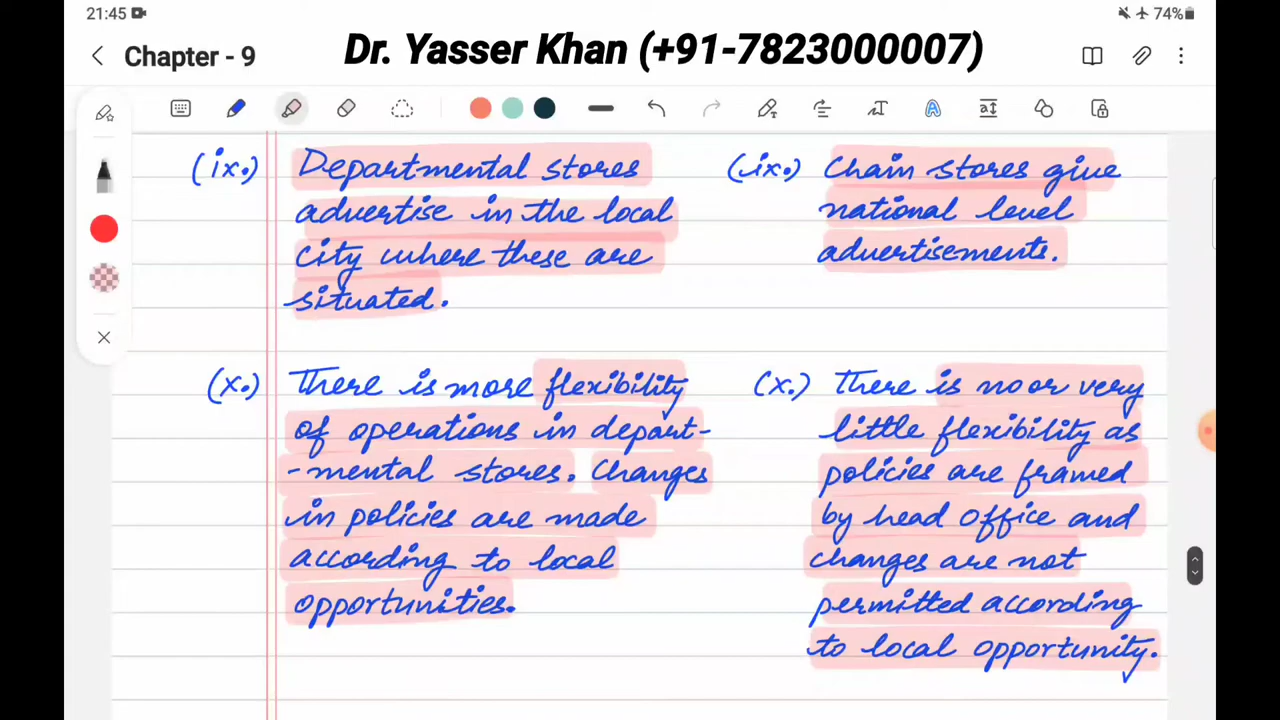 21:45
74%
Chapter - 9
Dr. Yasser Khan (+91-7823000007)
(ix.) Departmental stores
advertise in the local
city where these are
situated.
(ix.) Chain stores give
national level
advertisements.
(x.) There is more flexibility
of operations in depart-
-mental stores. Changes
in policies are made
according to local
opportunities.
(x.) There is no or very
little flexibility as
policies are framed
by head office and
changes are not
permitted according
to local opportunity.